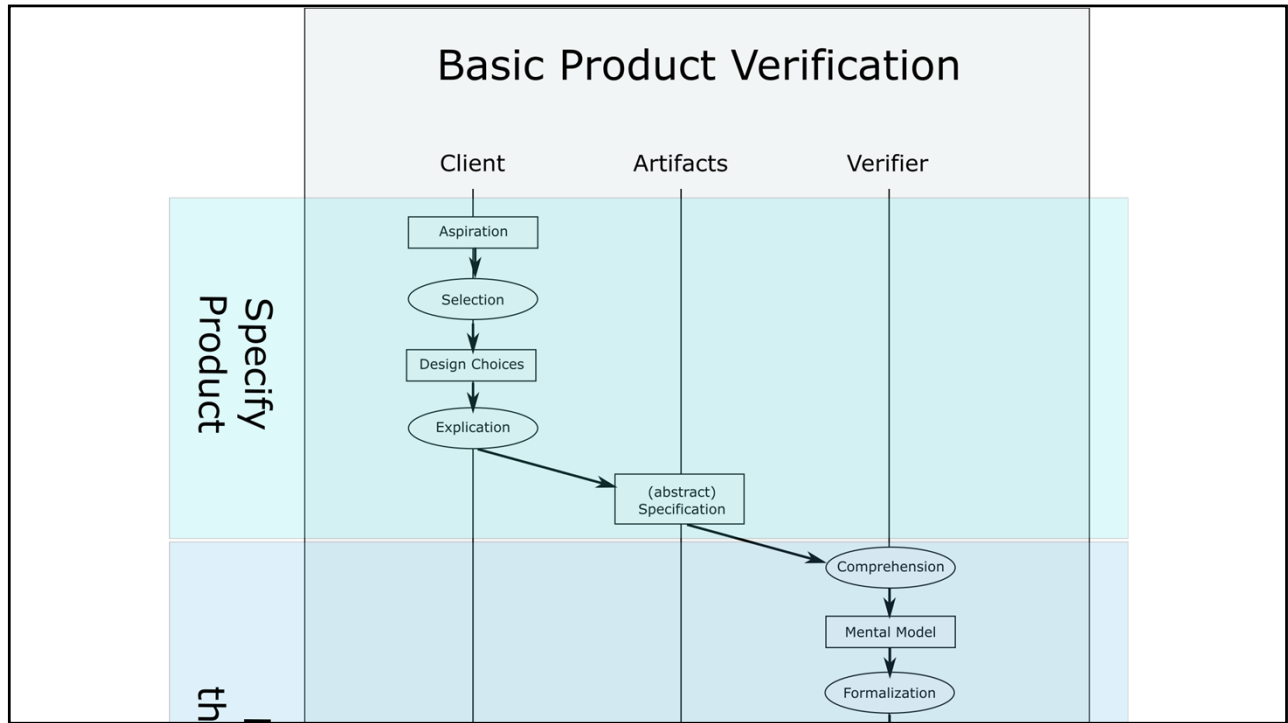 Basic Product Verification
Client
Artifacts
Verifier
Specify
Product
Aspiration
Selection
Design Choices
Explication
(abstract)
Specification
Comprehension
Mental Model
Formalization
th